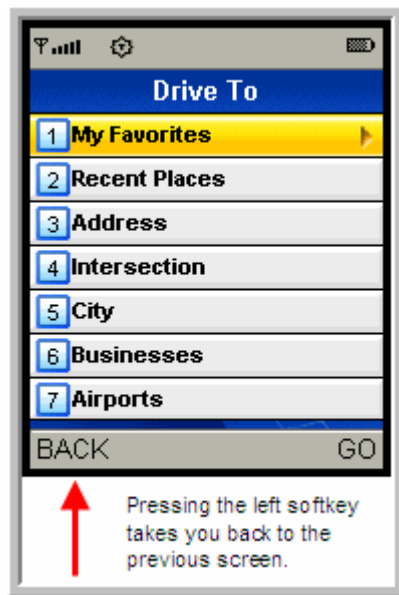 Drive To
1 My Favorites
2 Recent Places
3 Address
4 Intersection
5 City
6 Businesses
7 Airports
BACK GO
Pressing the left softkey
takes you back to the
previous screen.